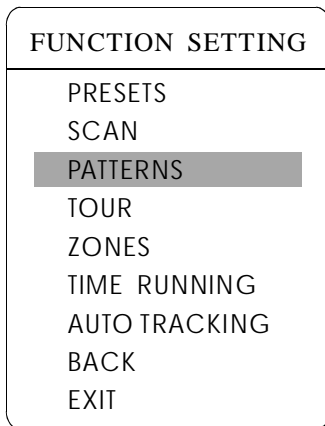 FUNCTION SETTING
PRESETS
SCAN
PATTERNS
TOUR
ZONES
TIME RUNNING
AUTO TRACKING
BACK
EXIT